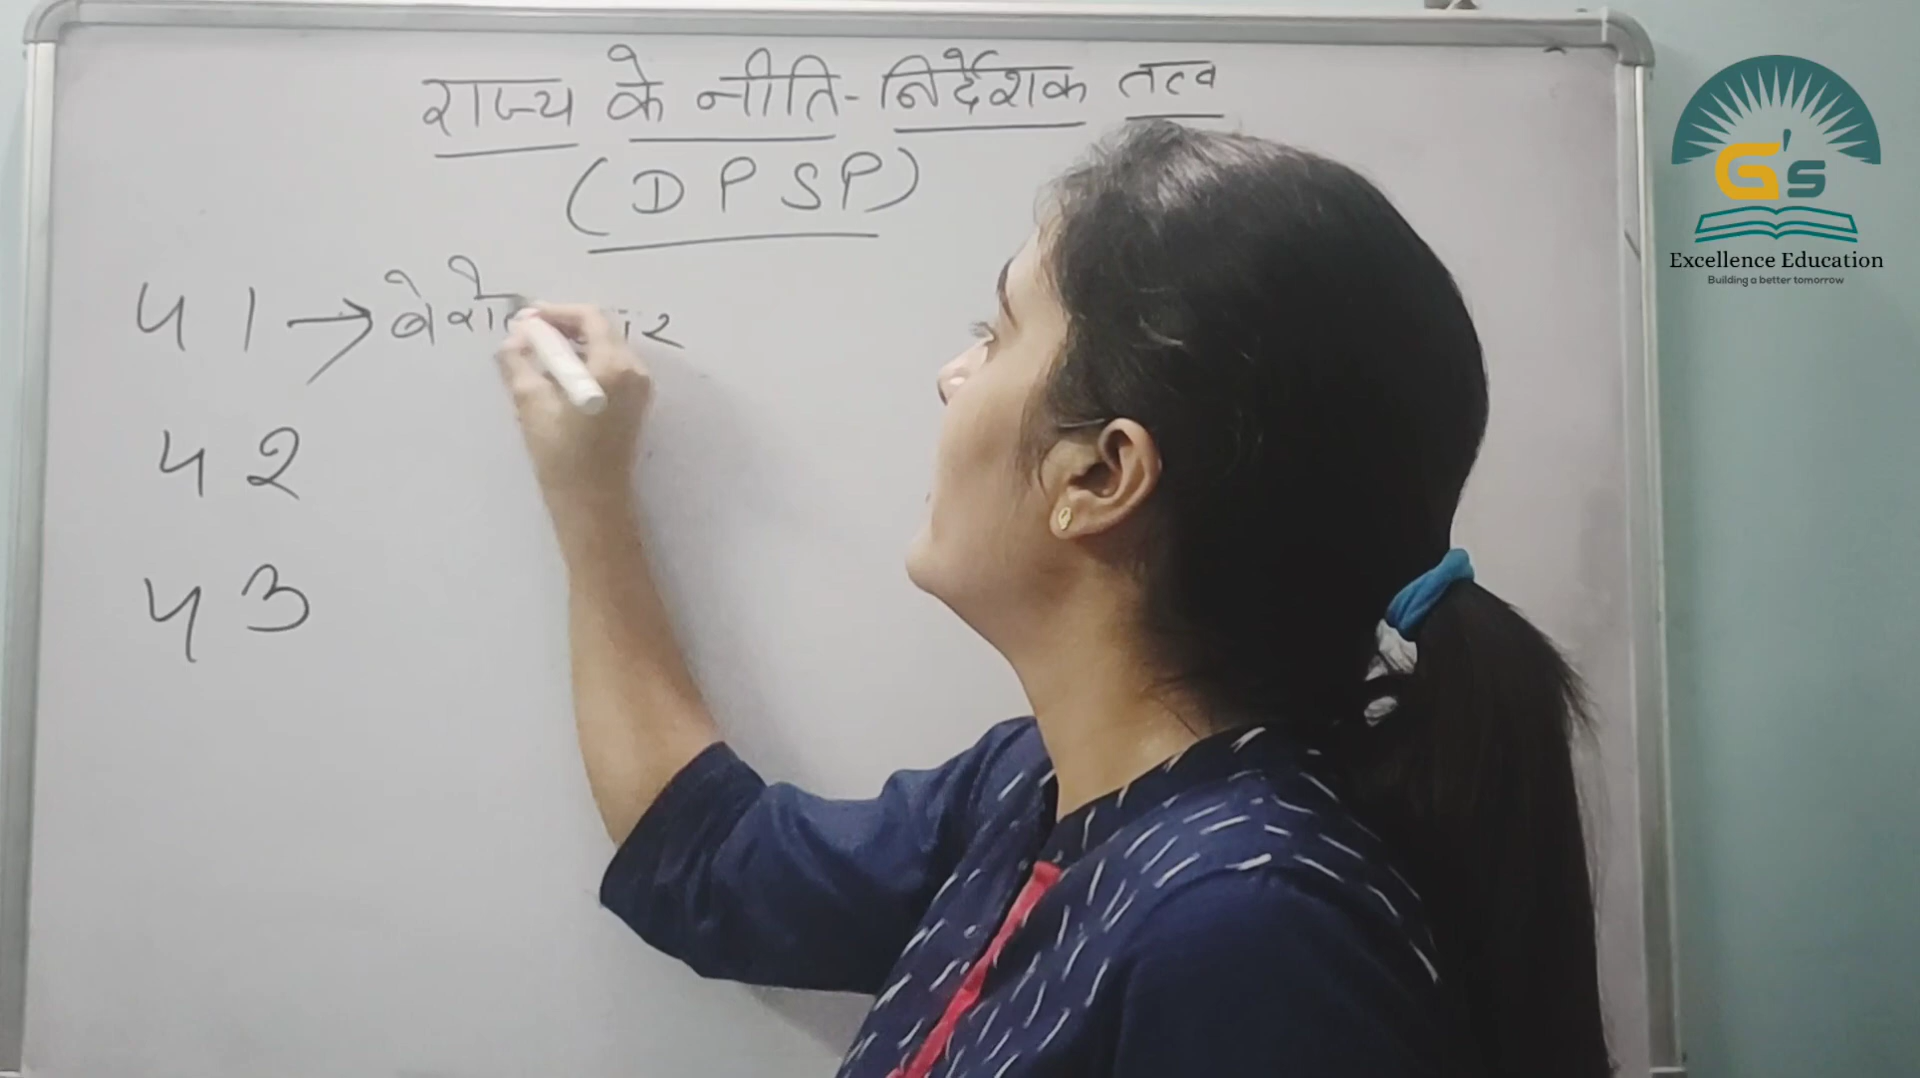 राज्य के नीति-निर्देशक तत्व
(DPSP)
41 →
42
43
G's
Excellence Education
Building a better tomorrow